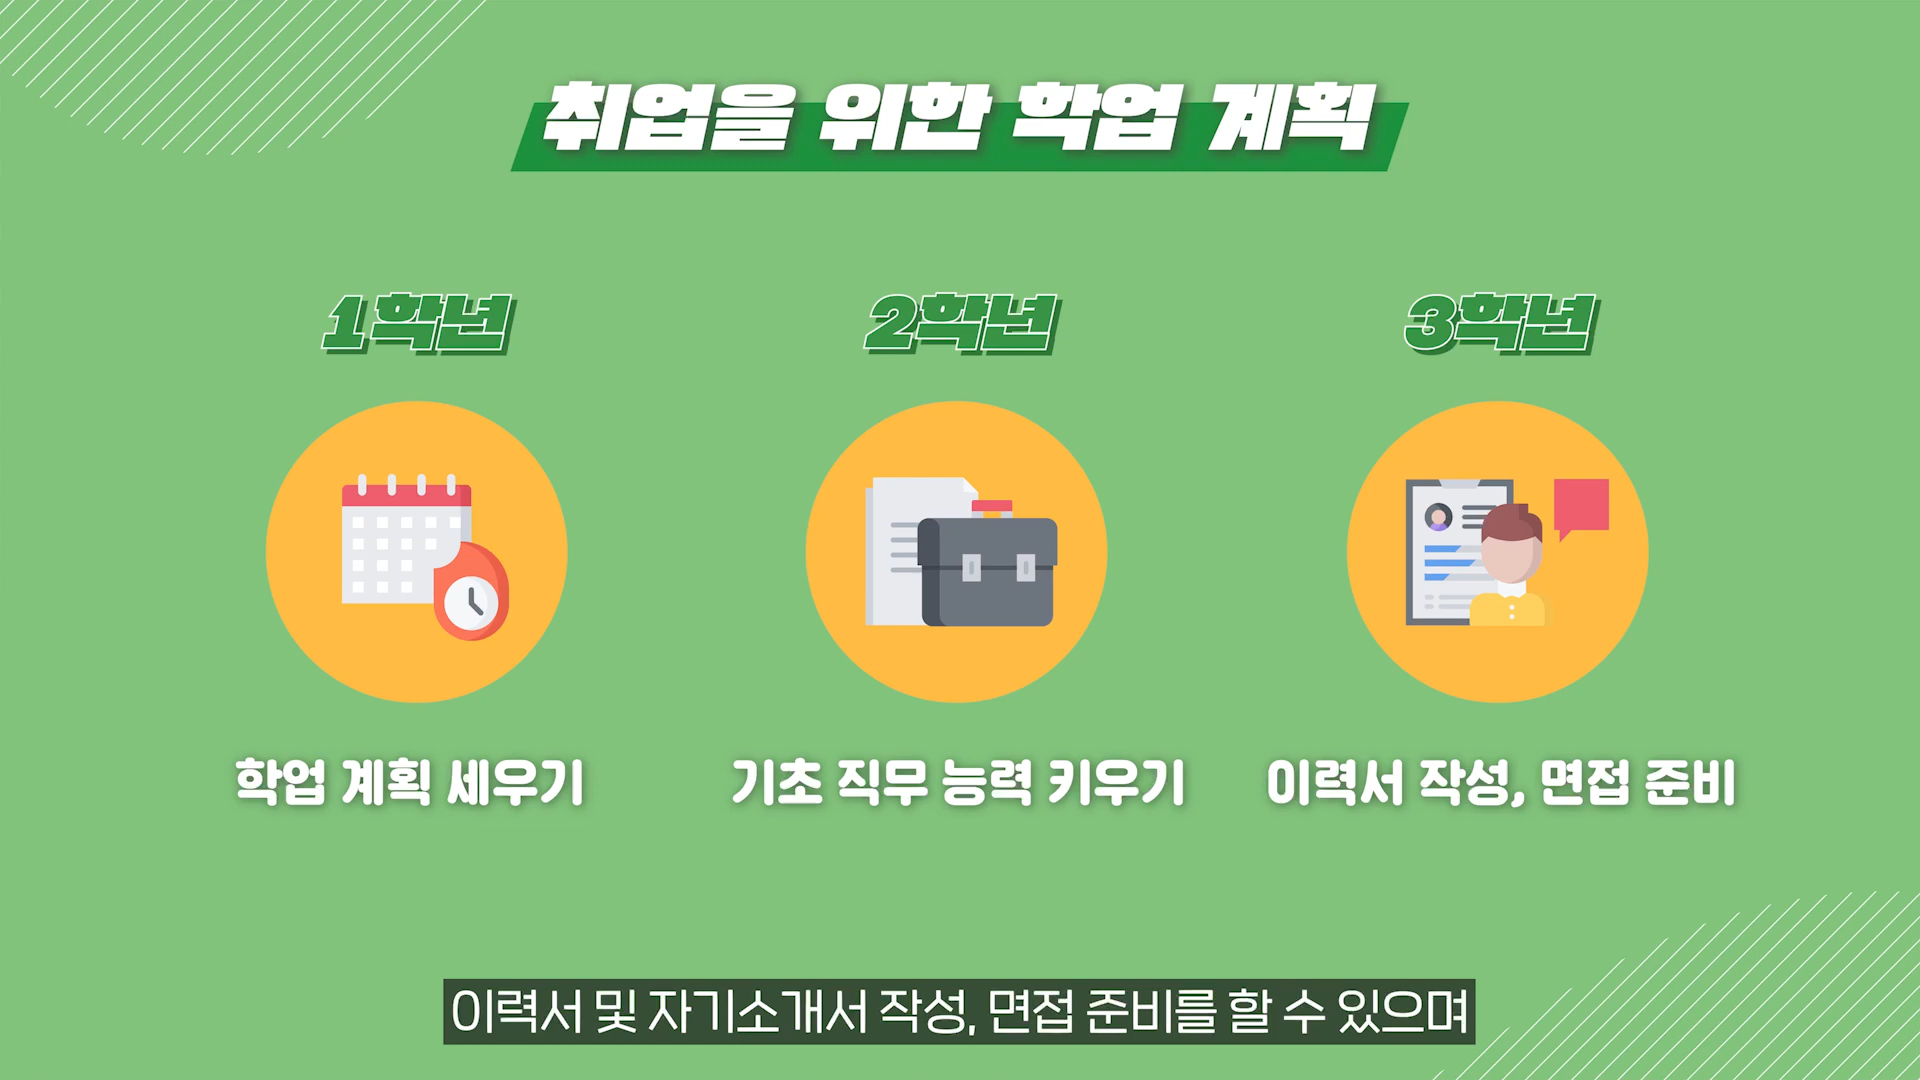 취업을 위한 학업 계획
1학년
2학년
3학년
학업 계획 세우기
기초 직무 능력 키우기
이력서 작성, 면접 준비
이력서 및 자기소개서 작성, 면접 준비를 할 수 있으며